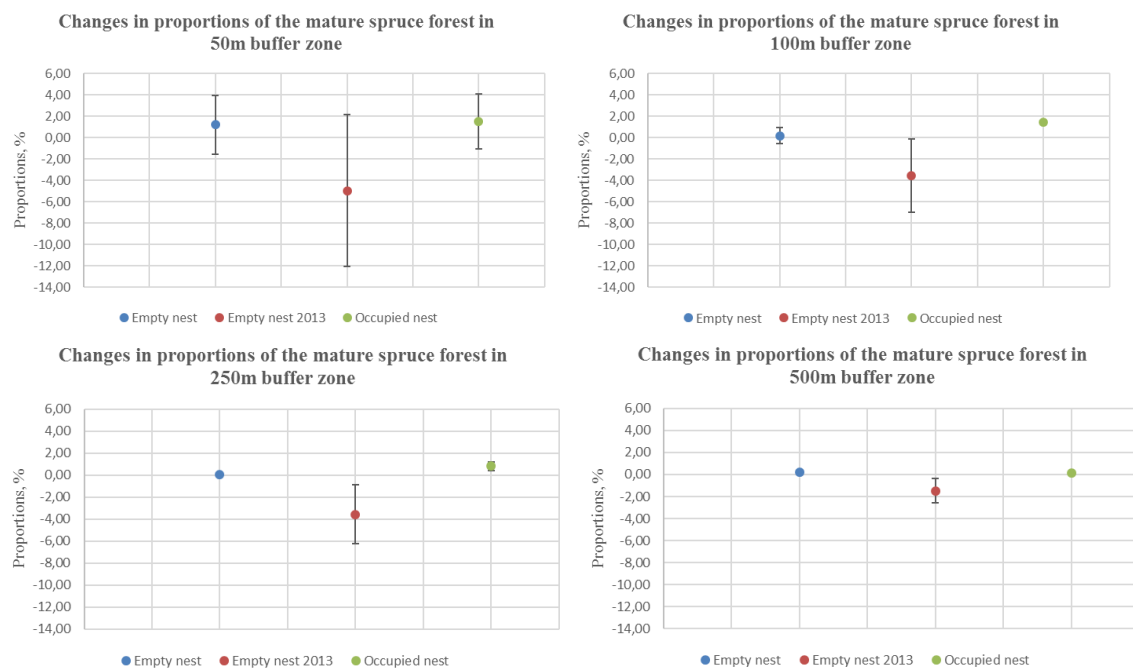 Changes in proportions of the mature spruce forest in
50m buffer zone
Proportions, %
6,00
4,00
2,00
0,00
-2,00
-4,00
-6,00
-8,00
-10,00
-12,00
-14,00
Empty nest Empty nest 2013 Occupied nest
Changes in proportions of the mature spruce forest in
100m buffer zone
Proportions, %
6,00
4,00
2,00
0,00
-2,00
-4,00
-6,00
-8,00
-10,00
-12,00
-14,00
Empty nest Empty nest 2013 Occupied nest
Changes in proportions of the mature spruce forest in
250m buffer zone
Proportions, %
6,00
4,00
2,00
0,00
-2,00
-4,00
-6,00
-8,00
-10,00
-12,00
-14,00
Empty nest Empty nest 2013 Occupied nest
Changes in proportions of the mature spruce forest in
500m buffer zone
Proportions, %
6,00
4,00
2,00
0,00
-2,00
-4,00
-6,00
-8,00
-10,00
-12,00
-14,00
Empty nest Empty nest 2013 Occupied nest